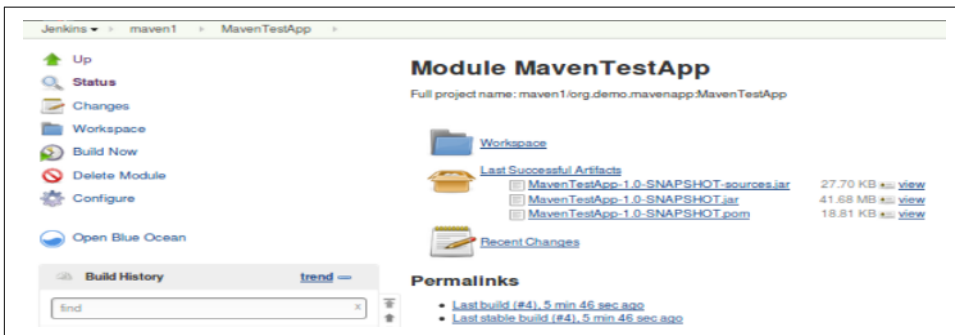 Jenkins maven1 MavenTestApp
Up
Status
Changes
Workspace
Build Now
Delete Module
Configure
Open Blue Ocean
Build History trend
find x
Module MavenTestApp
Full project name: maven1/org.demo.mavenapp:MavenTestApp
Workspace
Last Successful Artifacts
MavenTestApp-1.0-SNAPSHOT-sources.jar 27.70 KB view
MavenTestApp-1.0-SNAPSHOT.jar 41.68 MB view
MavenTestApp-1.0-SNAPSHOT.pom 18.81 KB view
Recent Changes
Permalinks
Last build (#4), 5 min 46 sec ago
Last stable build (#4), 5 min 46 sec ago